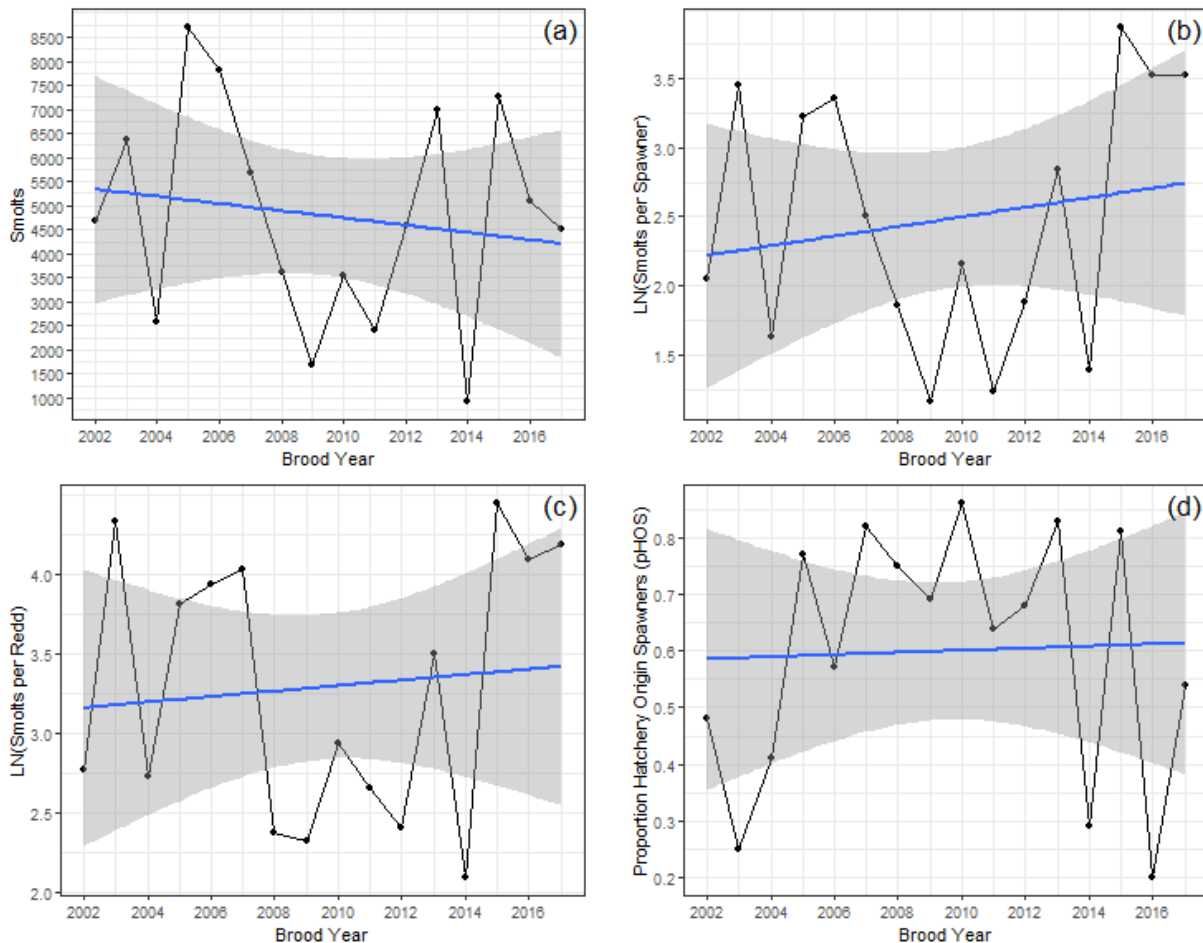 (a)
Smolts
8500
8000
7500
7000
6500
6000
5500
5000
4500
4000
3500
3000
2500
2000
1500
1000
2002 2004 2006 2008 2010 2012 2014 2016
Brood Year
(b)
LN(Smolts per Spawner)
3.5
3.0
2.5
2.0
1.5
2002 2004 2006 2008 2010 2012 2014 2016
Brood Year
(c)
LN(Smolts per Redd)
4.0
3.5
3.0
2.5
2.0
2002 2004 2006 2008 2010 2012 2014 2016
Brood Year
(d)
Proportion Hatchery Origin Spawners (pHOS)
0.8
0.7
0.6
0.5
0.4
0.3
0.2
2002 2004 2006 2008 2010 2012 2014 2016
Brood Year